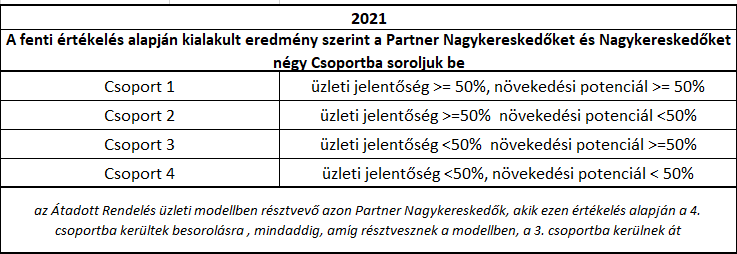 2021
A fenti értékelés alapján kialakult eredmény szerint a Partner Nagykereskedőket és Nagykereskedőket
négy Csoportba soroljuk be
Csoport 1 üzleti jelentőség >= 50%, növekedési potenciál >= 50%
Csoport 2 üzleti jelentőség >=50% növekedési potenciál <50%
Csoport 3 üzleti jelentőség <50% növekedési potenciál >=50%
Csoport 4 üzleti jelentőség <50%, növekedési potenciál < 50%
az Átadott Rendelés üzleti modellben résztvevő azon Partner Nagykereskedők, akik ezen értékelés alapján a 4.
csoportba kerültek besorolásra , mindaddig, amíg résztvesznek a modellben, a 3. csoportba kerülnek át